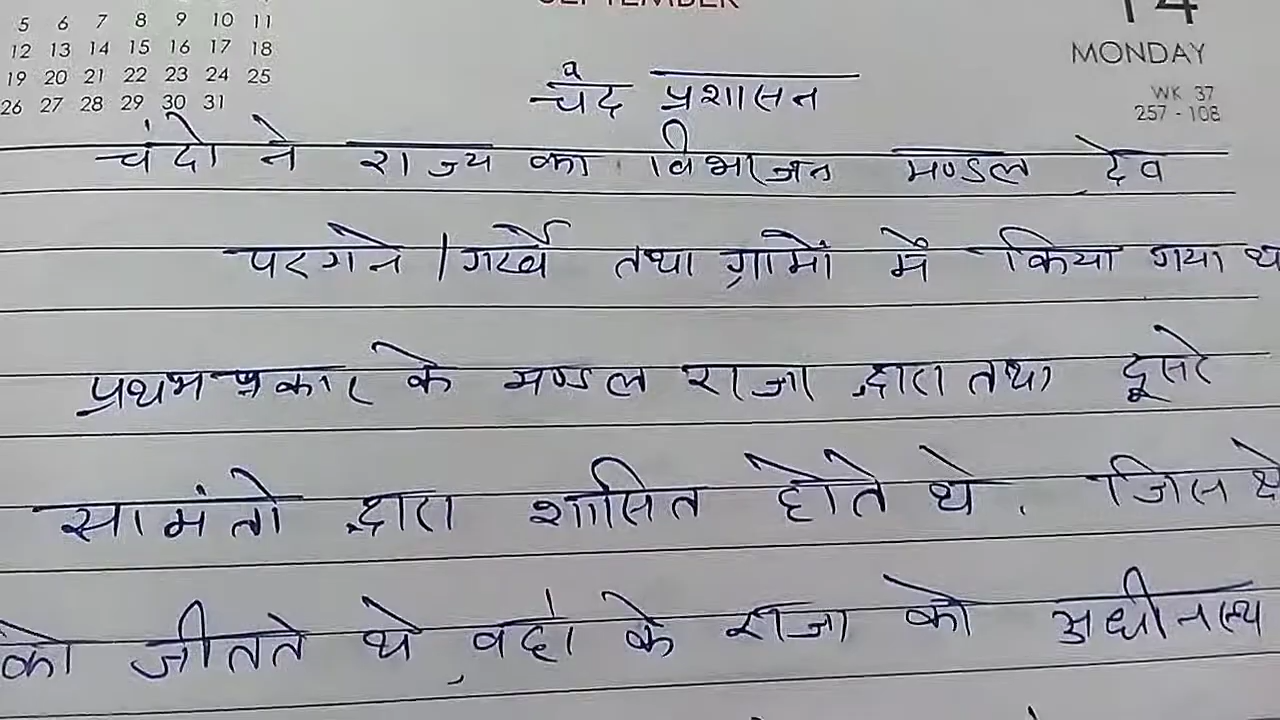 SEPTEMBER
14
5 6 7 8 9 10 11
MONDAY
12 13 14 15 16 17 18
19 20 21 22 23 24 25
WK 37
26 27 28 29 30 31
257 - 108
चंद प्रशासन
चंदो ने राज्य का विभाजन मण्डल देव
परगने / गर्खे तथा ग्रामों में किया गया थ
प्रथम प्रकार के मण्डल राजा द्वारा तथा दूसरे
सामंतो द्वारा शासित होते थे . जिस क्षे
को जीतते थे , वहां के राजा को अधीनस्थ